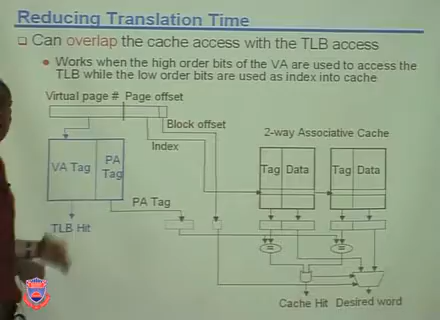 Reducing Translation Time
Can overlap the cache access with the TLB access
Works when the high order bits of the VA are used to access the
TLB while the low order bits are used as index into cache
Virtual page # Page offset
Block offset
2-way Associative Cache
Index
VA Tag
PA
Tag
Tag Data
Tag Data
PA Tag
TLB Hit
=
=
Cache Hit
Desired word